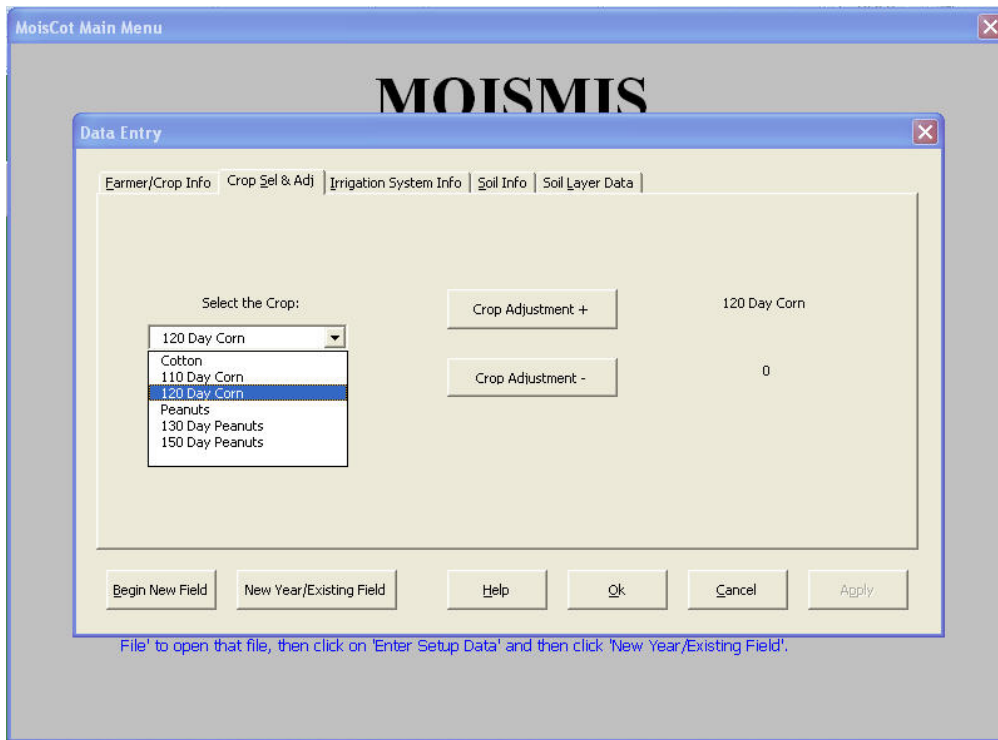 MoisCot Main Menu
MOISMIS
Data Entry
Farmer/Crop Info Crop Sel & Adj Irrigation System Info Soil Info Soil Layer Data
Select the Crop:
Crop Adjustment +
120 Day Corn
120 Day Corn
Cotton
110 Day Corn
120 Day Corn
Peanuts
130 Day Peanuts
150 Day Peanuts
Crop Adjustment -
0
Begin New Field New Year/Existing Field Help Ok Cancel Apply
File' to open that file, then click on 'Enter Setup Data' and then click 'New Year/Existing Field'.